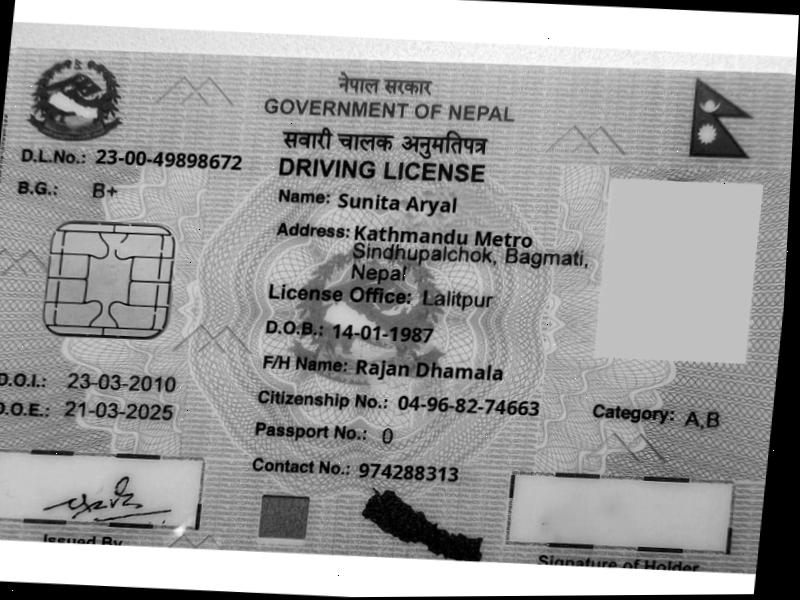 नेपाल सरकार
GOVERNMENT OF NEPAL
सवारी चालक अनुमतिपत्र
DRIVING LICENSE
D.L.No.: 23-00-49898672
B.G.: B+
Name: Sunita Aryal
Address: Kathmandu Metro
Sindhupalchok, Bagmati,
Nepal
License Office: Lalitpur
D.O.B.: 14-01-1987
F/H Name: Rajan Dhamala
D.O.I.: 23-03-2010
D.O.E.: 21-03-2025
Citizenship No.: 04-96-82-74663
Category: A,B
Passport No.: 0
Contact No.: 974288313
Issued By
Signature of Holder